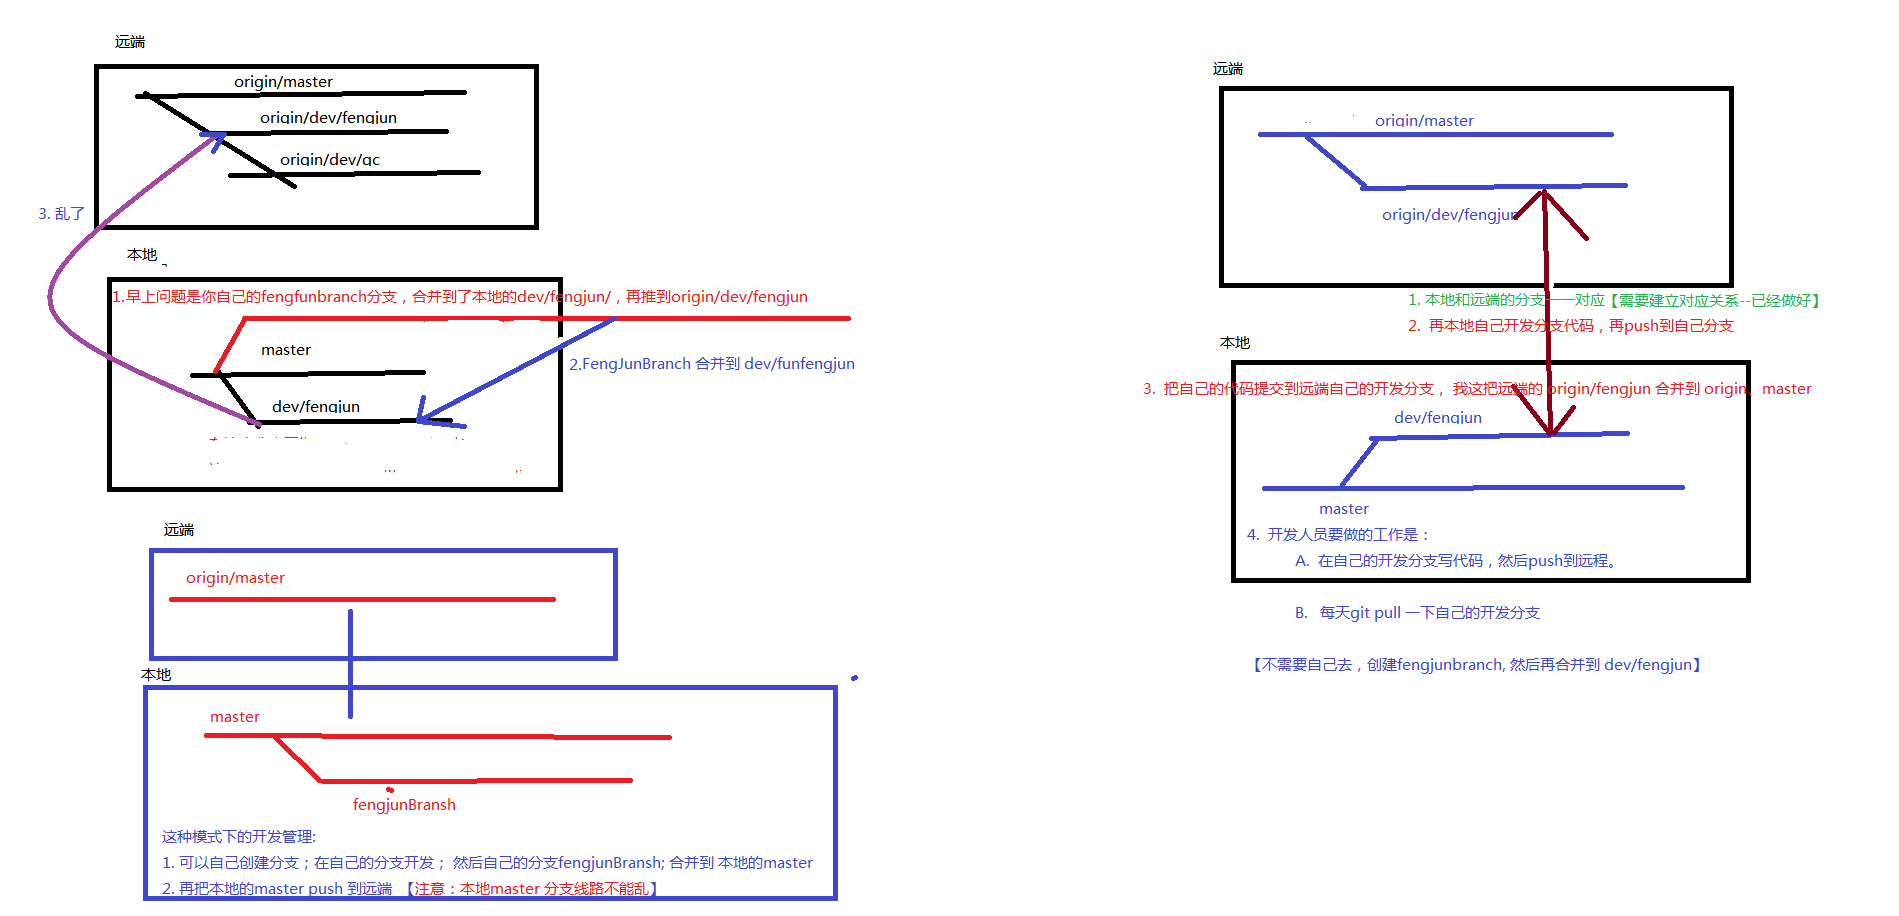 远端
origin/master
origin/dev/fengjun
origin/dev/gc
3. 乱了
本地
1.早上问题是你自己的fengfunbranch分支，合并到了本地的dev/fengjun/，再推到origin/dev/fengjun
master
2.FengJunBranch 合并到 dev/funfengjun
dev/fengjun
远端
origin/master
本地
master
fengjunBransh
这种模式下的开发管理:
1. 可以自己创建分支；在自己的分支开发； 然后自己的分支fengjunBransh; 合并到 本地的master
2. 再把本地的master push 到远端 【注意：本地master 分支线路不能乱】
远端
origin/master
origin/dev/fengjun
1. 本地和远端的分支一一对应【需要建立对应关系--已经做好】
2. 再本地自己开发分支代码，再push到自己分支
本地
3. 把自己的代码提交到远端自己的开发分支， 我这把远端的 origin/fengjun 合并到 origin、master
dev/fengjun
master
4. 开发人员要做的工作是：
A. 在自己的开发分支写代码，然后push到远程。
B. 每天git pull 一下自己的开发分支
【不需要自己去，创建fengjunbranch, 然后再合并到 dev/fengjun】